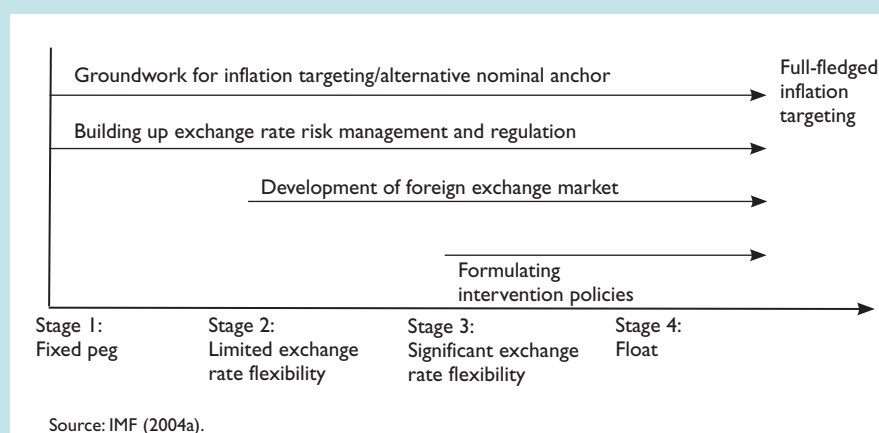 Groundwork for inflation targeting/alternative nominal anchor
Full-fledged
inflation
targeting
Building up exchange rate risk management and regulation
Development of foreign exchange market
Formulating
intervention policies
Stage 1:
Fixed peg
Stage 2:
Limited exchange
rate flexibility
Stage 3:
Significant exchange
rate flexibility
Stage 4:
Float
Source: IMF (2004a).